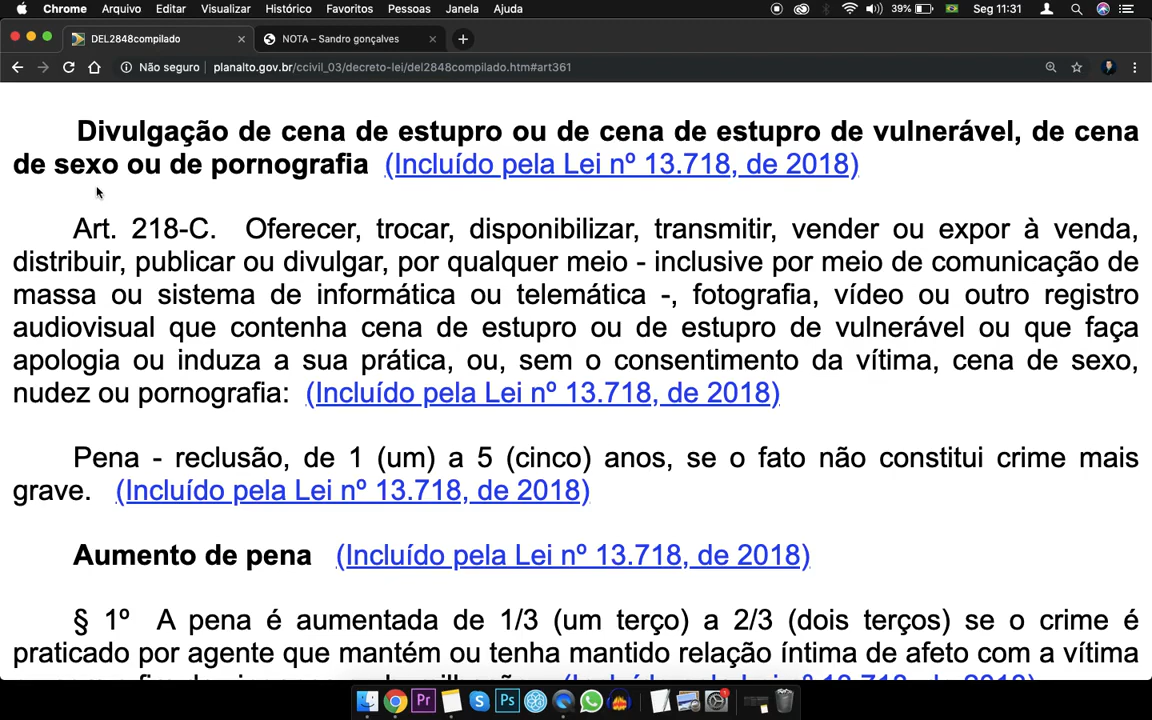 Chrome Arquivo Editar Visualizar Histórico Favoritos Pessoas Janela Ajuda 39% Seg 11:31
DEL2848compilado NOTA – Sandro gonçalves
Não seguro planalto.gov.br/ccivil_03/decreto-lei/del2848compilado.htm#art361
Divulgação de cena de estupro ou de cena de estupro de vulnerável, de cena
de sexo ou de pornografia (Incluído pela Lei nº 13.718, de 2018)
Art. 218-C. Oferecer, trocar, disponibilizar, transmitir, vender ou expor à venda,
distribuir, publicar ou divulgar, por qualquer meio - inclusive por meio de comunicação de
massa ou sistema de informática ou telemática -, fotografia, vídeo ou outro registro
audiovisual que contenha cena de estupro ou de estupro de vulnerável ou que faça
apologia ou induza a sua prática, ou, sem o consentimento da vítima, cena de sexo,
nudez ou pornografia: (Incluído pela Lei nº 13.718, de 2018)
Pena - reclusão, de 1 (um) a 5 (cinco) anos, se o fato não constitui crime mais
grave. (Incluído pela Lei nº 13.718, de 2018)
Aumento de pena (Incluído pela Lei nº 13.718, de 2018)
§ 1º A pena é aumentada de 1/3 (um terço) a 2/3 (dois terços) se o crime é
praticado por agente que mantém ou tenha mantido relação íntima de afeto com a vítima
Pr Ps